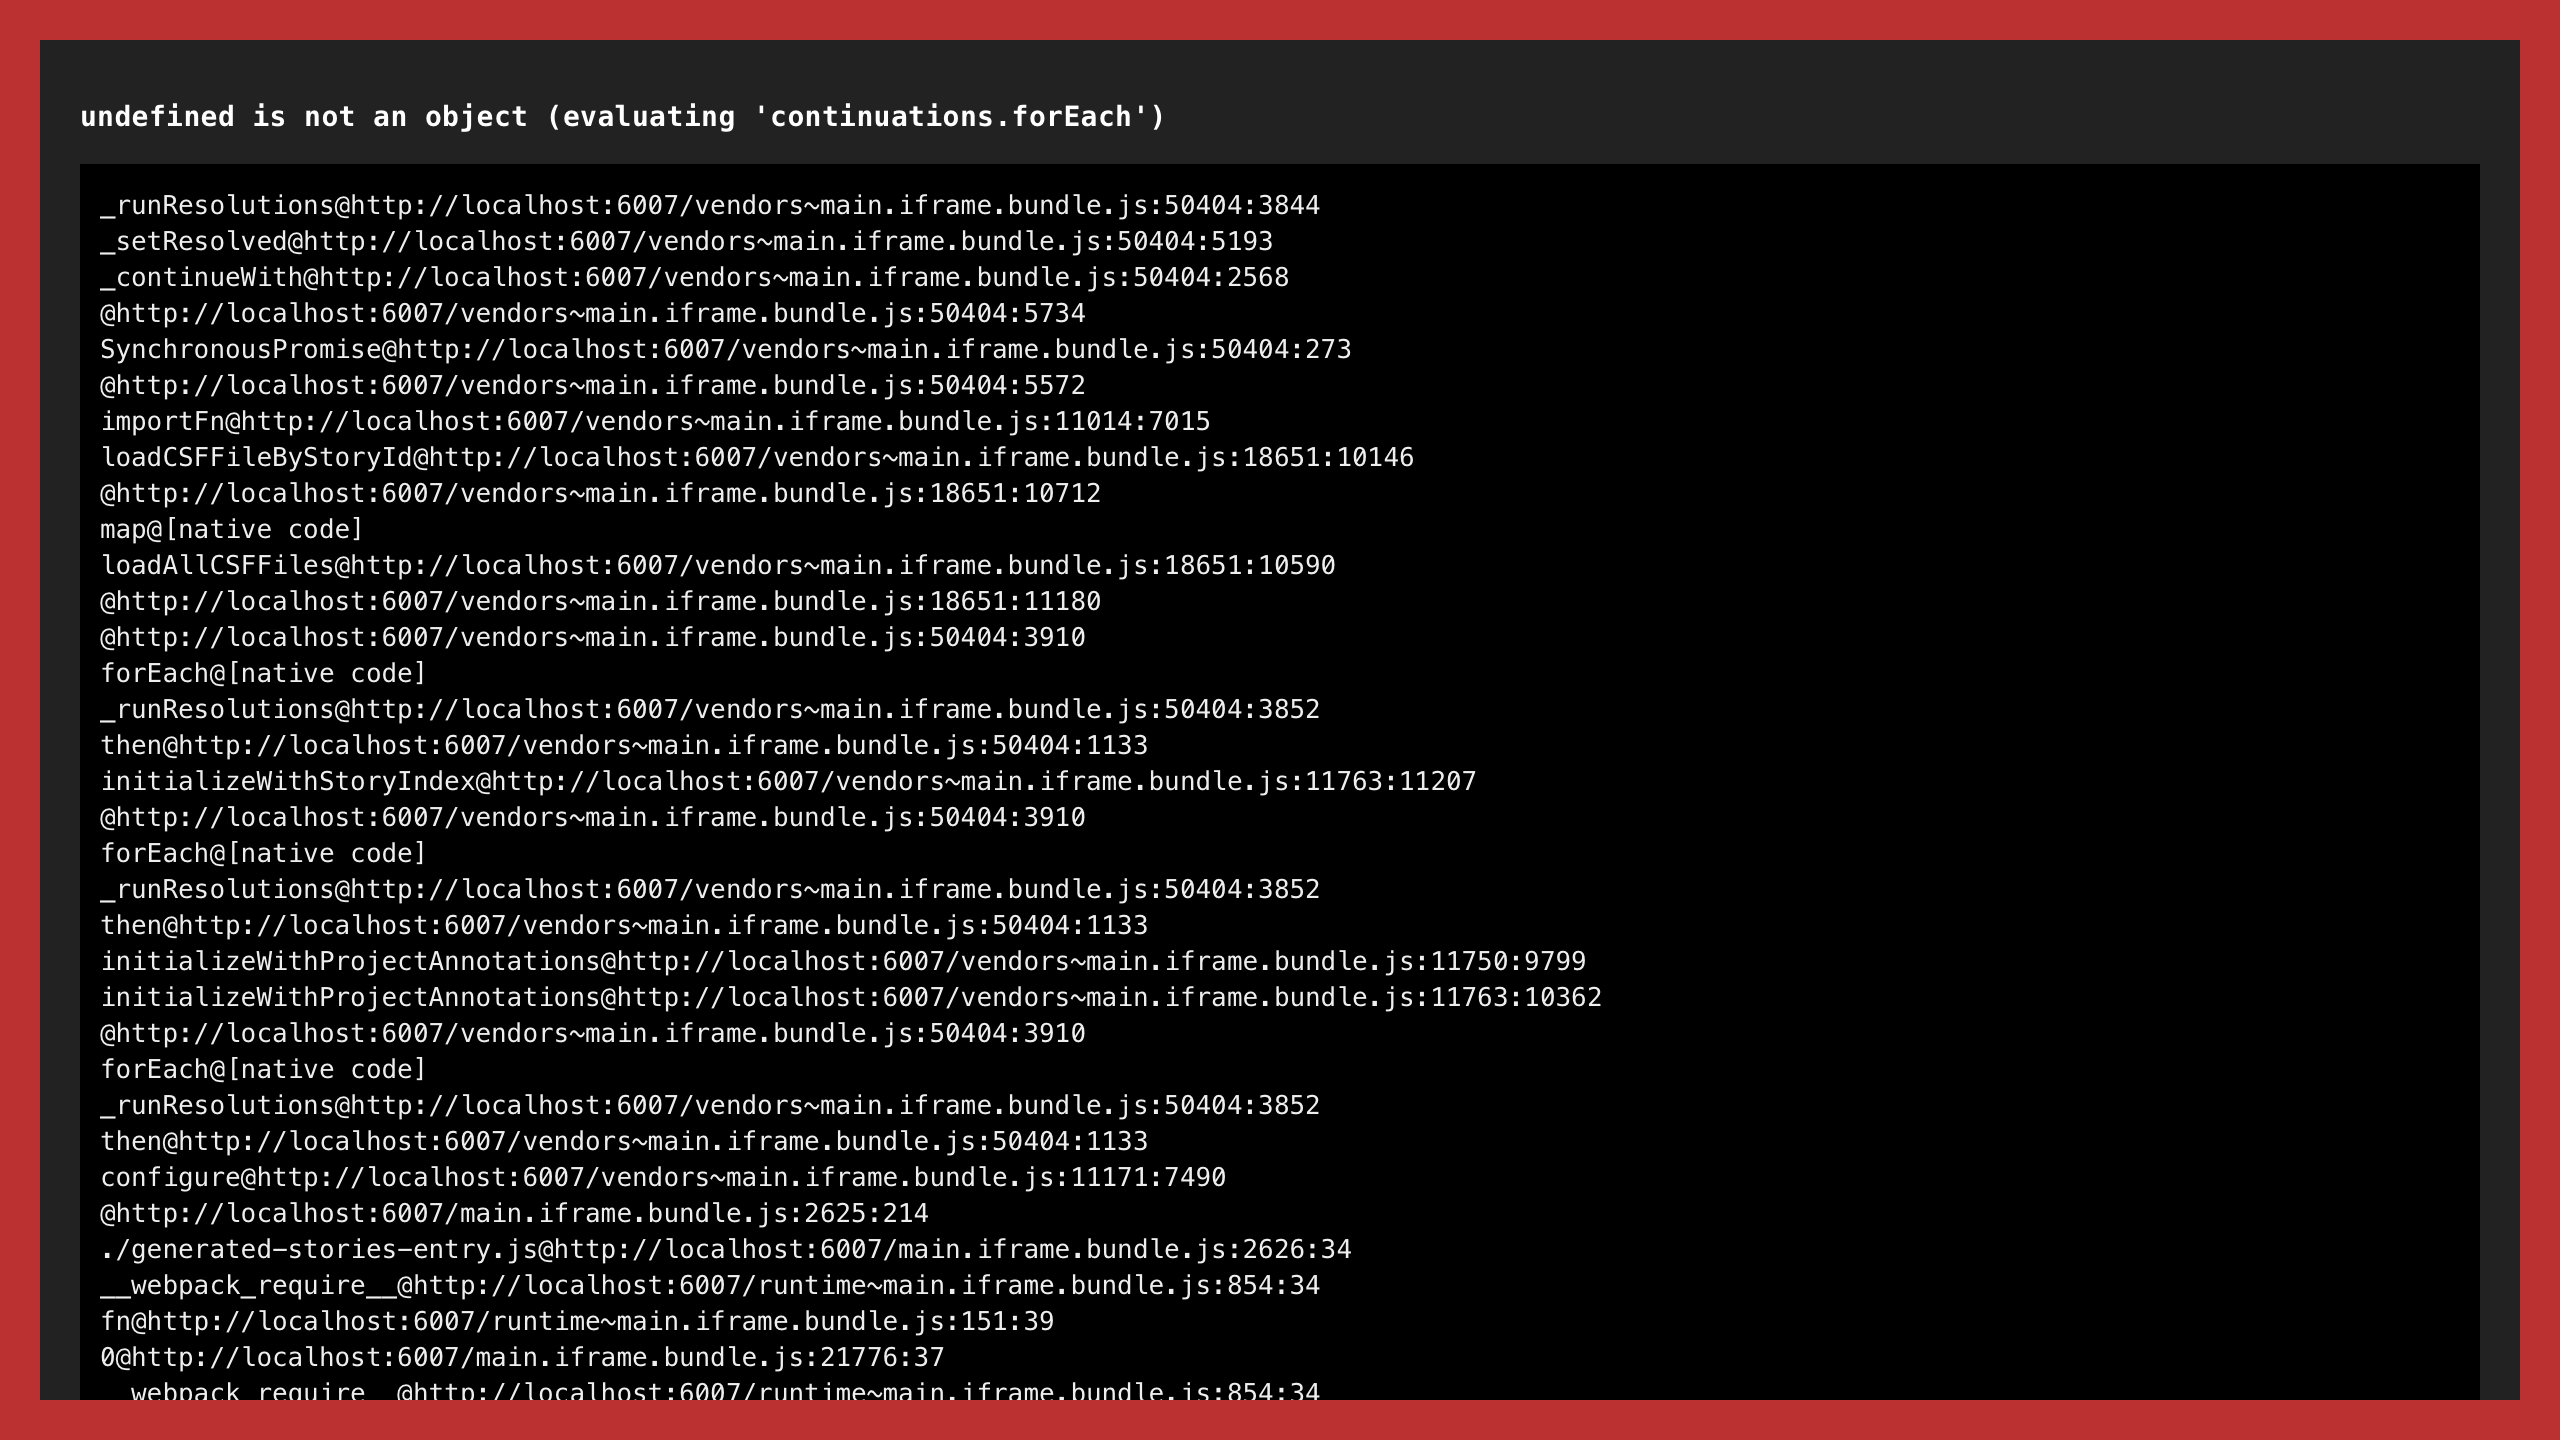 undefined is not an object (evaluating 'continuations.forEach')
_runResolutions@http://localhost:6007/vendors~main.iframe.bundle.js:50404:3844
_setResolved@http://localhost:6007/vendors~main.iframe.bundle.js:50404:5193
_continueWith@http://localhost:6007/vendors~main.iframe.bundle.js:50404:2568
@http://localhost:6007/vendors~main.iframe.bundle.js:50404:5734
SynchronousPromise@http://localhost:6007/vendors~main.iframe.bundle.js:50404:273
@http://localhost:6007/vendors~main.iframe.bundle.js:50404:5572
importFn@http://localhost:6007/vendors~main.iframe.bundle.js:11014:7015
loadCSFFileByStoryId@http://localhost:6007/vendors~main.iframe.bundle.js:18651:10146
@http://localhost:6007/vendors~main.iframe.bundle.js:18651:10712
map@[native code]
loadAllCSFFiles@http://localhost:6007/vendors~main.iframe.bundle.js:18651:10590
@http://localhost:6007/vendors~main.iframe.bundle.js:18651:11180
@http://localhost:6007/vendors~main.iframe.bundle.js:50404:3910
forEach@[native code]
_runResolutions@http://localhost:6007/vendors~main.iframe.bundle.js:50404:3852
then@http://localhost:6007/vendors~main.iframe.bundle.js:50404:1133
initializeWithStoryIndex@http://localhost:6007/vendors~main.iframe.bundle.js:11763:11207
@http://localhost:6007/vendors~main.iframe.bundle.js:50404:3910
forEach@[native code]
_runResolutions@http://localhost:6007/vendors~main.iframe.bundle.js:50404:3852
then@http://localhost:6007/vendors~main.iframe.bundle.js:50404:1133
initializeWithProjectAnnotations@http://localhost:6007/vendors~main.iframe.bundle.js:11750:9799
initializeWithProjectAnnotations@http://localhost:6007/vendors~main.iframe.bundle.js:11763:10362
@http://localhost:6007/vendors~main.iframe.bundle.js:50404:3910
forEach@[native code]
_runResolutions@http://localhost:6007/vendors~main.iframe.bundle.js:50404:3852
then@http://localhost:6007/vendors~main.iframe.bundle.js:50404:1133
configure@http://localhost:6007/vendors~main.iframe.bundle.js:11171:7490
@http://localhost:6007/main.iframe.bundle.js:2625:214
./generated-stories-entry.js@http://localhost:6007/main.iframe.bundle.js:2626:34
__webpack_require__@http://localhost:6007/runtime~main.iframe.bundle.js:854:34
fn@http://localhost:6007/runtime~main.iframe.bundle.js:151:39
0@http://localhost:6007/main.iframe.bundle.js:21776:37
__webpack_require__@http://localhost:6007/runtime~main.iframe.bundle.js:854:34